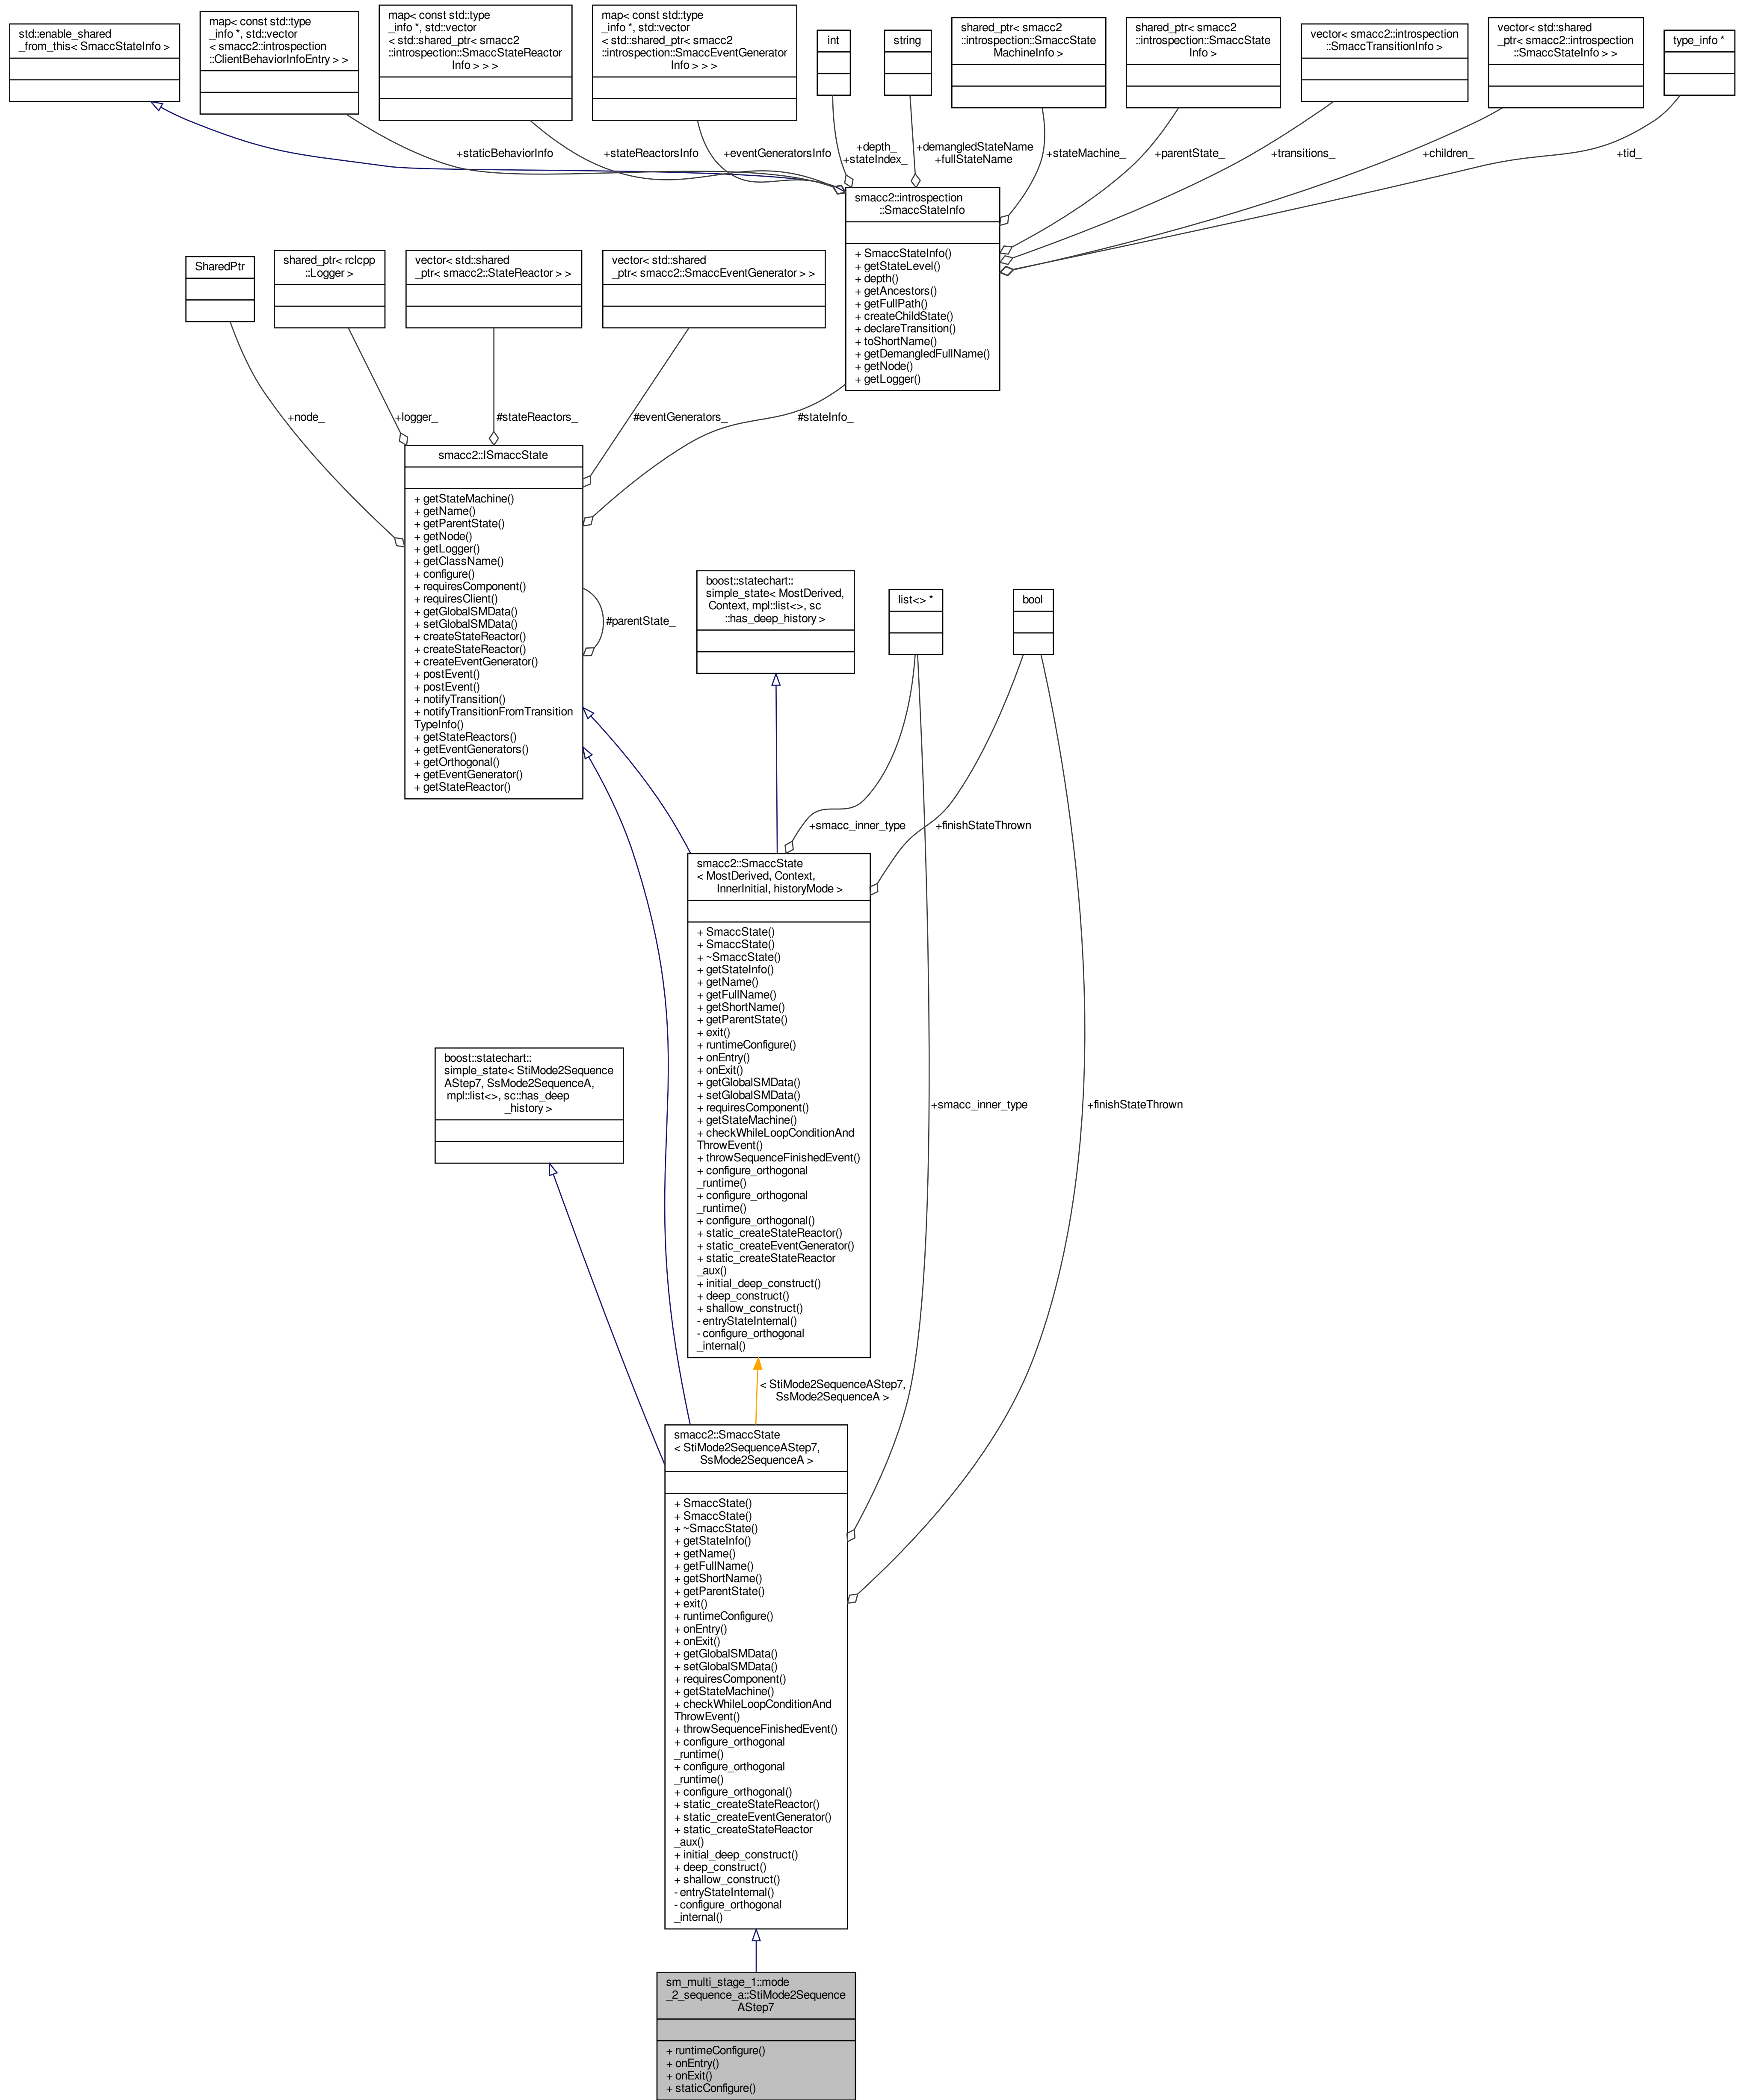 std::enable_shared
_from_this< SmaccStateInfo >
map< const std::type
_info *, std::vector
< smacc2::introspection
::ClientBehaviorInfoEntry > >
map< const std::type
_info *, std::vector
< std::shared_ptr< smacc2
::introspection::SmaccStateReactor
Info > > >
map< const std::type
_info *, std::vector
< std::shared_ptr< smacc2
::introspection::SmaccEventGenerator
Info > > >
int
string
shared_ptr< smacc2
::introspection::SmaccState
MachineInfo >
shared_ptr< smacc2
::introspection::SmaccState
Info >
vector< smacc2::introspection
::SmaccTransitionInfo >
vector< std::shared
_ptr< smacc2::introspection
::SmaccStateInfo > >
type_info *
+staticBehaviorInfo
+stateReactorsInfo
+eventGeneratorsInfo
+depth_
+stateIndex_
+demangledStateName
+fullStateName
+stateMachine_
+parentState_
+transitions_
+children_
+tid_
smacc2::introspection
::SmaccStateInfo
+ SmaccStateInfo()
+ getStateLevel()
+ depth()
+ getAncestors()
+ getFullPath()
+ createChildState()
+ declareTransition()
+ toShortName()
+ getDemangledFullName()
+ getNode()
+ getLogger()
SharedPtr
shared_ptr< rclcpp
::Logger >
vector< std::shared
_ptr< smacc2::StateReactor > >
vector< std::shared
_ptr< smacc2::SmaccEventGenerator > >
+node_
+logger_
#stateReactors_
#eventGenerators_
#stateInfo_
smacc2::ISmaccState
+ getStateMachine()
+ getName()
+ getParentState()
+ getNode()
+ getLogger()
+ getClassName()
+ configure()
+ requiresComponent()
+ requiresClient()
+ getGlobalSMData()
+ setGlobalSMData()
+ createStateReactor()
+ createStateReactor()
+ createEventGenerator()
+ postEvent()
+ postEvent()
+ notifyTransition()
+ notifyTransitionFromTransition
TypeInfo()
+ getStateReactors()
+ getEventGenerators()
+ getOrthogonal()
+ getEventGenerator()
+ getStateReactor()
#parentState_
boost::statechart::
simple_state< MostDerived,
Context, mpl::list<>, sc
::has_deep_history >
list<> *
bool
+smacc_inner_type
+finishStateThrown
smacc2::SmaccState
< MostDerived, Context,
InnerInitial, historyMode >
+ SmaccState()
+ SmaccState()
+ ~SmaccState()
+ getStateInfo()
+ getName()
+ getFullName()
+ getShortName()
+ getParentState()
+ exit()
+ runtimeConfigure()
+ onEntry()
+ onExit()
+ getGlobalSMData()
+ setGlobalSMData()
+ requiresComponent()
+ getStateMachine()
+ checkWhileLoopConditionAnd
ThrowEvent()
+ throwSequenceFinishedEvent()
+ configure_orthogonal
_runtime()
+ configure_orthogonal
_runtime()
+ configure_orthogonal()
+ static_createStateReactor()
+ static_createEventGenerator()
+ static_createStateReactor
_aux()
+ initial_deep_construct()
+ deep_construct()
+ shallow_construct()
- entryStateInternal()
- configure_orthogonal
_internal()
boost::statechart::
simple_state< StiMode2Sequence
AStep7, SsMode2SequenceA,
mpl::list<>, sc::has_deep
_history >
+smacc_inner_type
+finishStateThrown
< StiMode2SequenceAStep7,
SsMode2SequenceA >
smacc2::SmaccState
< StiMode2SequenceAStep7,
SsMode2SequenceA >
+ SmaccState()
+ SmaccState()
+ ~SmaccState()
+ getStateInfo()
+ getName()
+ getFullName()
+ getShortName()
+ getParentState()
+ exit()
+ runtimeConfigure()
+ onEntry()
+ onExit()
+ getGlobalSMData()
+ setGlobalSMData()
+ requiresComponent()
+ getStateMachine()
+ checkWhileLoopConditionAnd
ThrowEvent()
+ throwSequenceFinishedEvent()
+ configure_orthogonal
_runtime()
+ configure_orthogonal
_runtime()
+ configure_orthogonal()
+ static_createStateReactor()
+ static_createEventGenerator()
+ static_createStateReactor
_aux()
+ initial_deep_construct()
+ deep_construct()
+ shallow_construct()
- entryStateInternal()
- configure_orthogonal
_internal()
sm_multi_stage_1::mode
_2_sequence_a::StiMode2Sequence
AStep7
+ runtimeConfigure()
+ onEntry()
+ onExit()
+ staticConfigure()